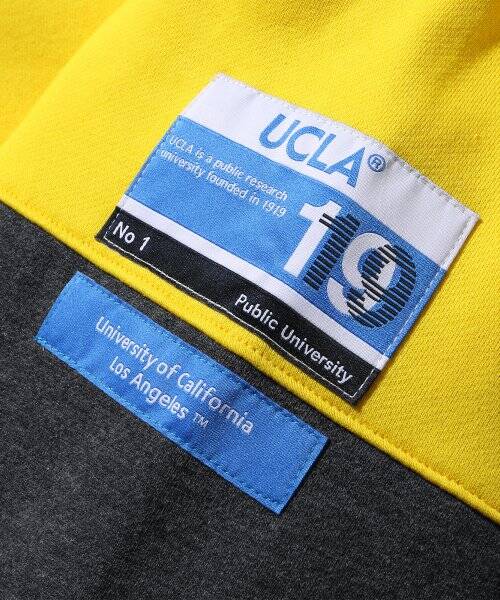 UCLA®
UCLA is a public research
university founded in 1919
19
No 1
Public University
University of California
Los Angeles ™